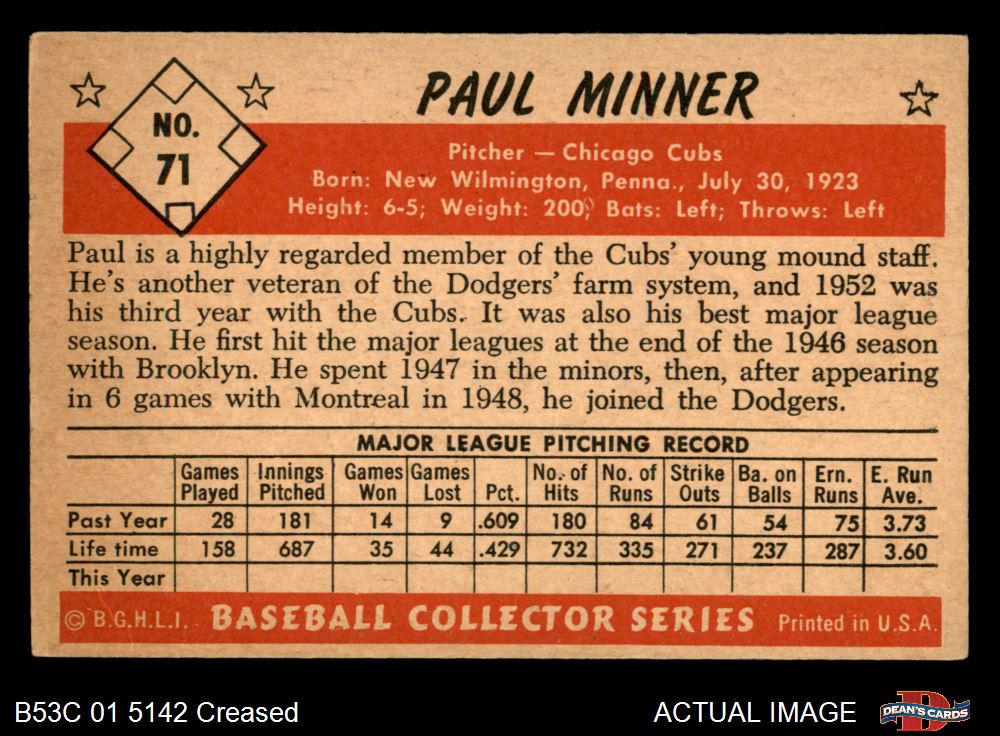 NO.
71
PAUL MINNER
Pitcher — Chicago Cubs
Born: New Wilmington, Penna., July 30, 1923
Height: 6-5; Weight: 200; Bats: Left; Throws: Left
Paul is a highly regarded member of the Cubs' young mound staff.
He's another veteran of the Dodgers' farm system, and 1952 was
his third year with the Cubs. It was also his best major league
season. He first hit the major leagues at the end of the 1946 season
with Brooklyn. He spent 1947 in the minors, then, after appearing
in 6 games with Montreal in 1948, he joined the Dodgers.
MAJOR LEAGUE PITCHING RECORD
Games Innings Games Games No. of No. of Strike Ba. on Ern. E. Run
Played Pitched Won Lost Pct. Hits Runs Outs Balls Runs Ave.
Past Year 28 181 14 9 .609 180 84 61 54 75 3.73
Life time 158 687 35 44 .429 732 335 271 237 287 3.60
This Year
© B.G.H.L.I. BASEBALL COLLECTOR SERIES Printed in U.S.A.
B53C 01 5142 Creased ACTUAL IMAGE D DEAN'S CARDS